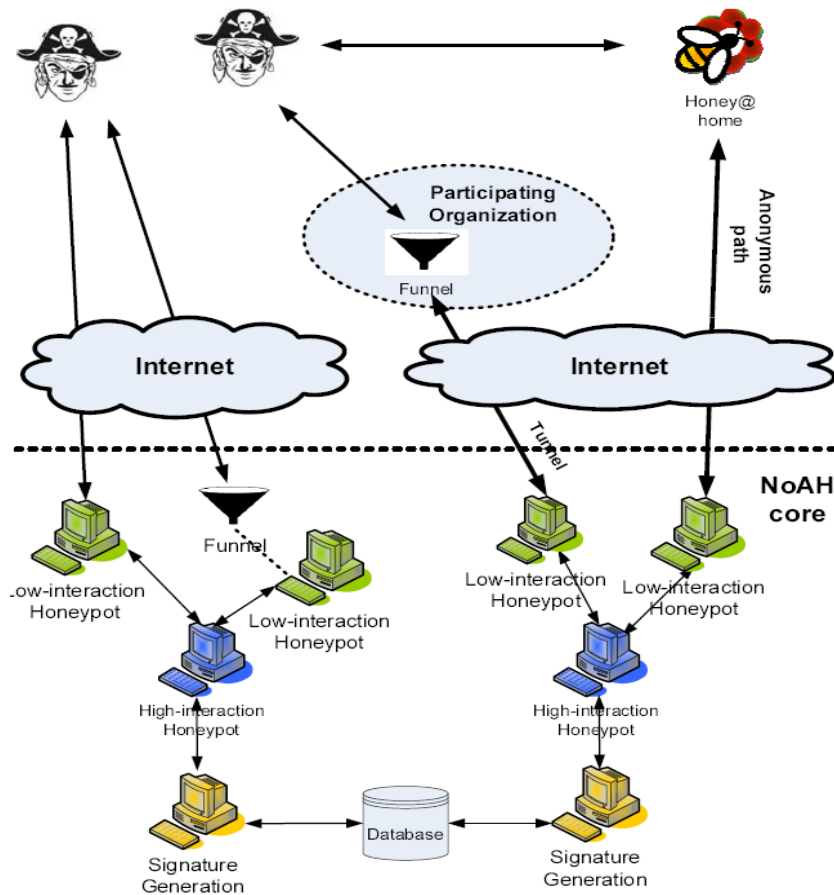 Honey@
home
Participating
Organization
Funnel
Anonymous
path
Internet
Internet
Tunnel
NoAH
core
Funnel
Low-interaction
Honeypot
Low-interaction
Honeypot
Low-interaction
Honeypot
Low-interaction
Honeypot
High-interaction
Honeypot
High-interaction
Honeypot
Signature
Generation
Database
Signature
Generation